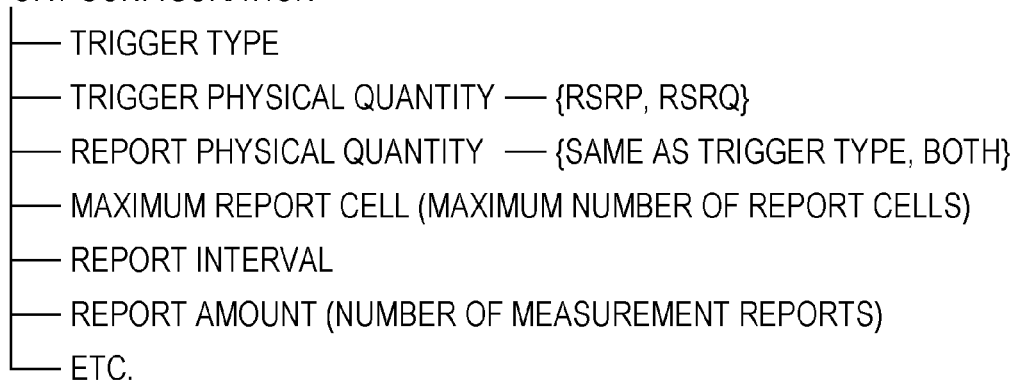 TRIGGER TYPE
TRIGGER PHYSICAL QUANTITY — {RSRP, RSRQ}
REPORT PHYSICAL QUANTITY — {SAME AS TRIGGER TYPE, BOTH}
MAXIMUM REPORT CELL (MAXIMUM NUMBER OF REPORT CELLS)
REPORT INTERVAL
REPORT AMOUNT (NUMBER OF MEASUREMENT REPORTS)
ETC.